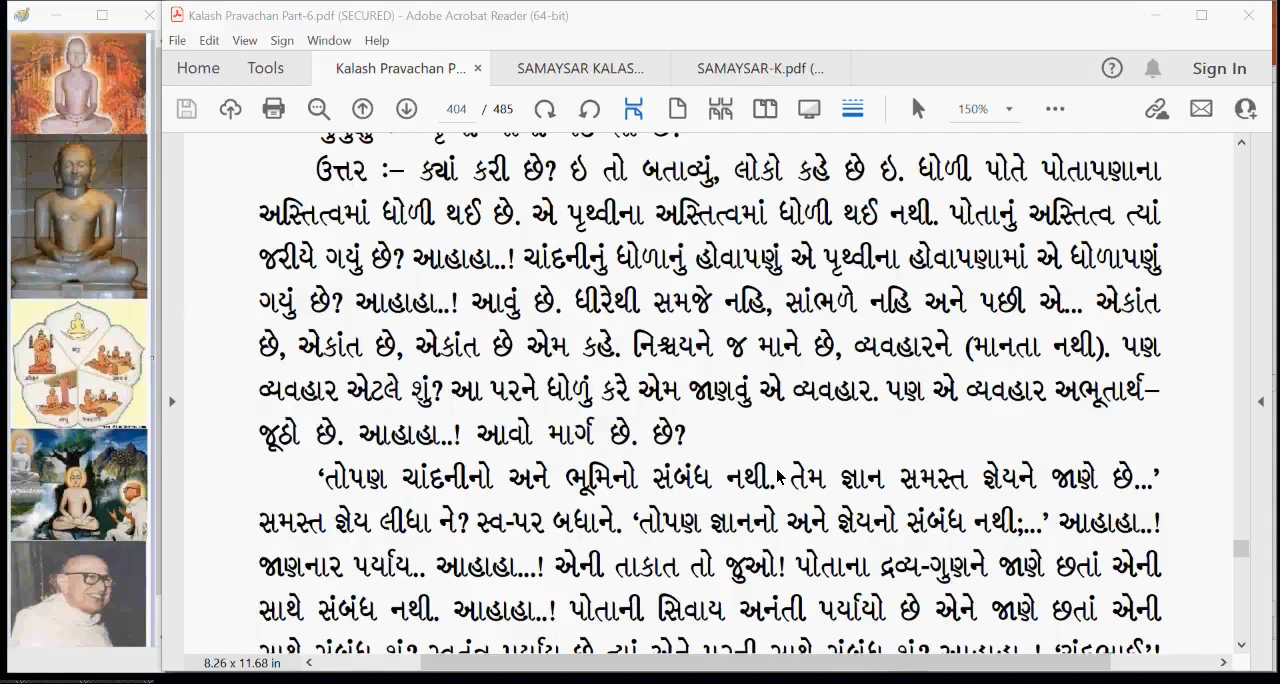 Kalash Pravachan Part-6.pdf (SECURED) - Adobe Acrobat Reader (64-bit)
File Edit View Sign Window Help
Home Tools Kalash Pravachan P... × SAMAYSAR KALAS... SAMAYSAR-K.pdf (... Sign In
404 / 485 150%
ઉત્તર :– ક્યાં કરી છે? ઇ તો બતાવ્યું, લોકો કહે છે ઇ. ધોળી પોતે પોતાપણાના
અસ્તિત્વમાં ધોળી થઈ છે. એ પૃથ્વીના અસ્તિત્વમાં ધોળી થઈ નથી. પોતાનું અસ્તિત્વ ત્યાં
જરીયે ગયું છે? આહાહા..! ચાંદનીનું ધોળાનું હોવાપણું એ પૃથ્વીના હોવાપણામાં એ ધોળાપણું
ગયું છે? આહાહા..! આવું છે. ધીરેથી સમજે નહિ, સાંભળે નહિ અને પછી એ... એકાંત
છે, એકાંત છે, એકાંત છે એમ કહે. નિશ્ચયને જ માને છે, વ્યવહારને (માનતા નથી). પણ
વ્યવહાર એટલે શું? આ પરને ધોળું કરે એમ જાણવું એ વ્યવહાર. પણ એ વ્યવહાર અભૂતાર્થ–
જૂઠો છે. આહાહા..! આવો માર્ગ છે. છે?
‘તોપણ ચાંદનીનો અને ભૂમિનો સંબંધ નથી. તેમ જ્ઞાન સમસ્ત જ્ઞેયને જાણે છે...’
સમસ્ત જ્ઞેય લીધા ને? સ્વ-પર બધાને. ‘તોપણ જ્ઞાનનો અને જ્ઞેયનો સંબંધ નથી;...’ આહાહા..!
જાણનાર પર્યાય.. આહાહા...! એની તાકાત તો જુઓ! પોતાના દ્રવ્ય-ગુણને જાણે છતાં એની
સાથે સંબંધ નથી. આહાહા..! પોતાની સિવાય અનંતી પર્યાયો છે એને જાણે છતાં એની
8.26 x 11.68 in